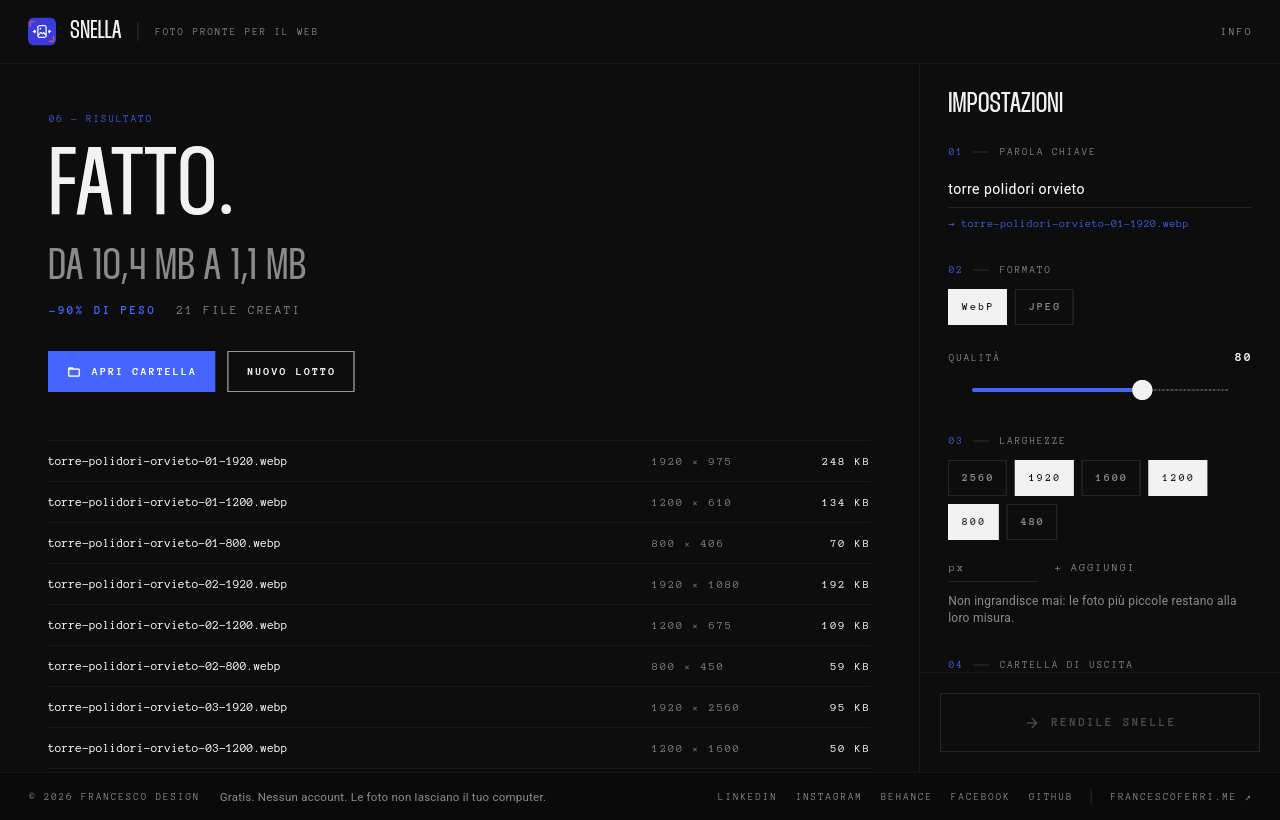 SNELLA
FOTO PRONTE PER IL WEB
INFO
06 — RISULTATO
FATTO.
DA 10,4 MB A 1,1 MB
−90% DI PESO 21 FILE CREATI
APRI CARTELLA
NUOVO LOTTO
torre-polidori-orvieto-01-1920.webp 1920 × 975 248 KB
torre-polidori-orvieto-01-1200.webp 1200 × 610 134 KB
torre-polidori-orvieto-01-800.webp 800 × 406 70 KB
torre-polidori-orvieto-02-1920.webp 1920 × 1080 192 KB
torre-polidori-orvieto-02-1200.webp 1200 × 675 109 KB
torre-polidori-orvieto-02-800.webp 800 × 450 59 KB
torre-polidori-orvieto-03-1920.webp 1920 × 2560 95 KB
torre-polidori-orvieto-03-1200.webp 1200 × 1600 50 KB
IMPOSTAZIONI
01 — PAROLA CHIAVE
torre polidori orvieto
→ torre-polidori-orvieto-01-1920.webp
02 — FORMATO
WebP JPEG
QUALITÀ 80
03 — LARGHEZZE
2560 1920 1600 1200
800 480
px + AGGIUNGI
Non ingrandisce mai: le foto più piccole restano alla
loro misura.
04 — CARTELLA DI USCITA
→ RENDILE SNELLE
© 2026 FRANCESCO DESIGN Gratis. Nessun account. Le foto non lasciano il tuo computer.
LINKEDIN INSTAGRAM BEHANCE FACEBOOK GITHUB FRANCESCOFERRI.ME ↗